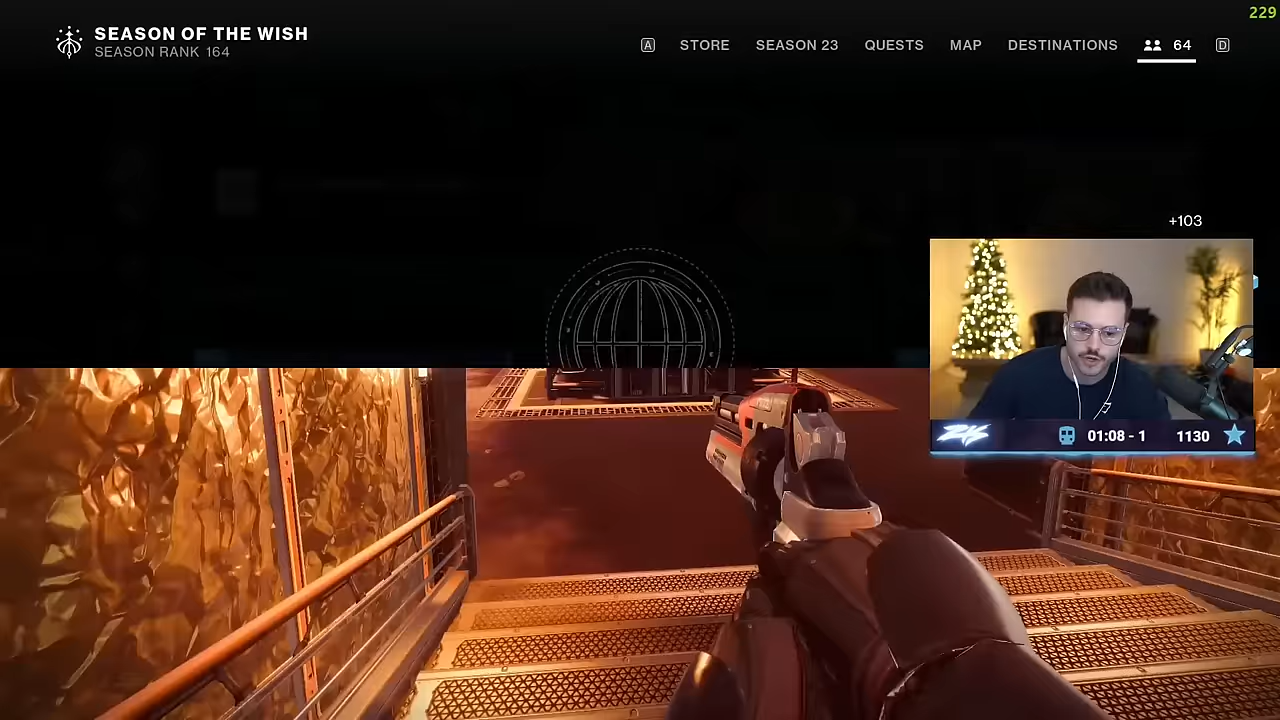 229
SEASON OF THE WISH
SEASON RANK 164
A STORE SEASON 23 QUESTS MAP DESTINATIONS 64 D
+103
ZK 01:08 - 1 1130